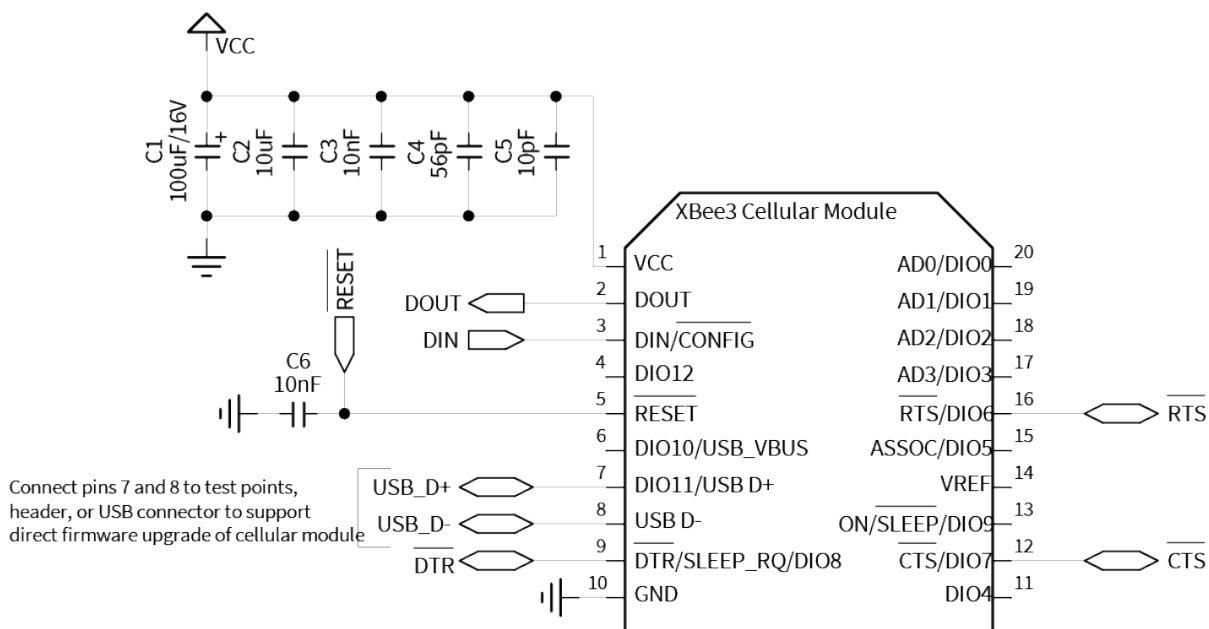 VCC
C1
100uF/16V
+
C2
10uF
C3
10nF
C4
56pF
C5
10pF
XBee3 Cellular Module
1 VCC
AD0/DIO0 20
RESET
DOUT 2 DOUT
AD1/DIO1 19
DIN 3 DIN/CONFIG
AD2/DIO2 18
4 DIO12
AD3/DIO3 17
C6
10nF
5 RESET
RTS/DIO6 16 RTS
6 DIO10/USB_VBUS
ASSOC/DIO5 15
USB_D+ 7 DIO11/USB D+
VREF 14
Connect pins 7 and 8 to test points,
header, or USB connector to support
direct firmware upgrade of cellular module
USB_D- 8 USB D-
ON/SLEEP/DIO9 13
DTR 9 DTR/SLEEP_RQ/DIO8
CTS/DIO7 12 CTS
10 GND
DIO4 11